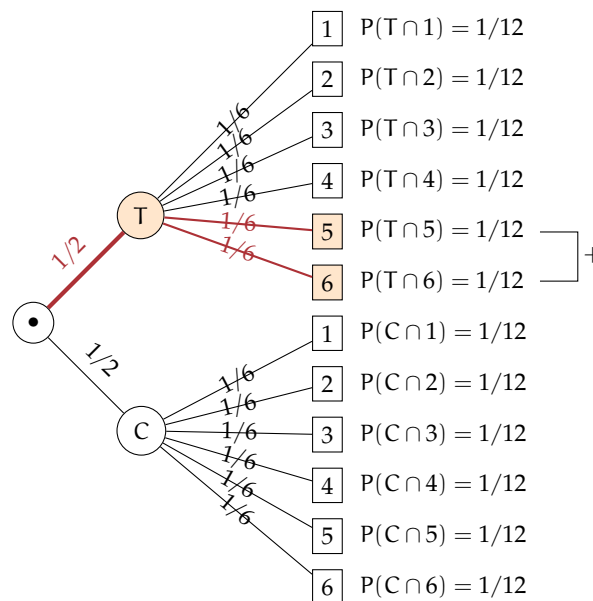 1 P(T ∩ 1) = 1/12
2 P(T ∩ 2) = 1/12
1/6
1/6
3 P(T ∩ 3) = 1/12
1/6
4 P(T ∩ 4) = 1/12
1/6
T
1/6
5 P(T ∩ 5) = 1/12
1/6
1/2
+
6 P(T ∩ 6) = 1/12
1 P(C ∩ 1) = 1/12
1/2
1/6
2 P(C ∩ 2) = 1/12
1/6
C
1/6
3 P(C ∩ 3) = 1/12
1/6
4 P(C ∩ 4) = 1/12
1/6
1/6
5 P(C ∩ 5) = 1/12
6 P(C ∩ 6) = 1/12